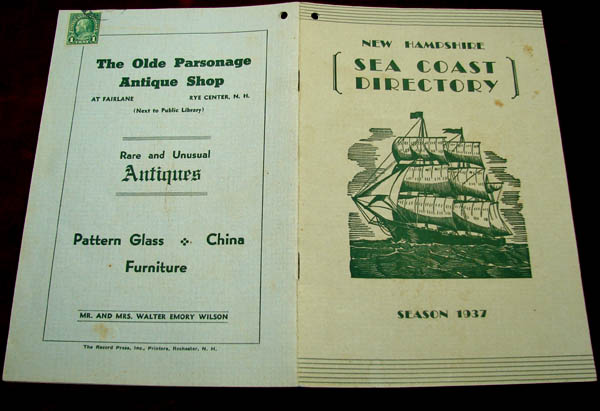 The Olde Parsonage
Antique Shop
AT FAIRLANE RYE CENTER, N. H.
(Next to Public Library)
Rare and Unusual
Antiques
Pattern Glass China
Furniture
MR. AND MRS. WALTER EMORY WILSON
The Record Press, Inc., Printers, Rochester, N. H.
NEW HAMPSHIRE
[ SEA COAST
DIRECTORY ]
SEASON 1937